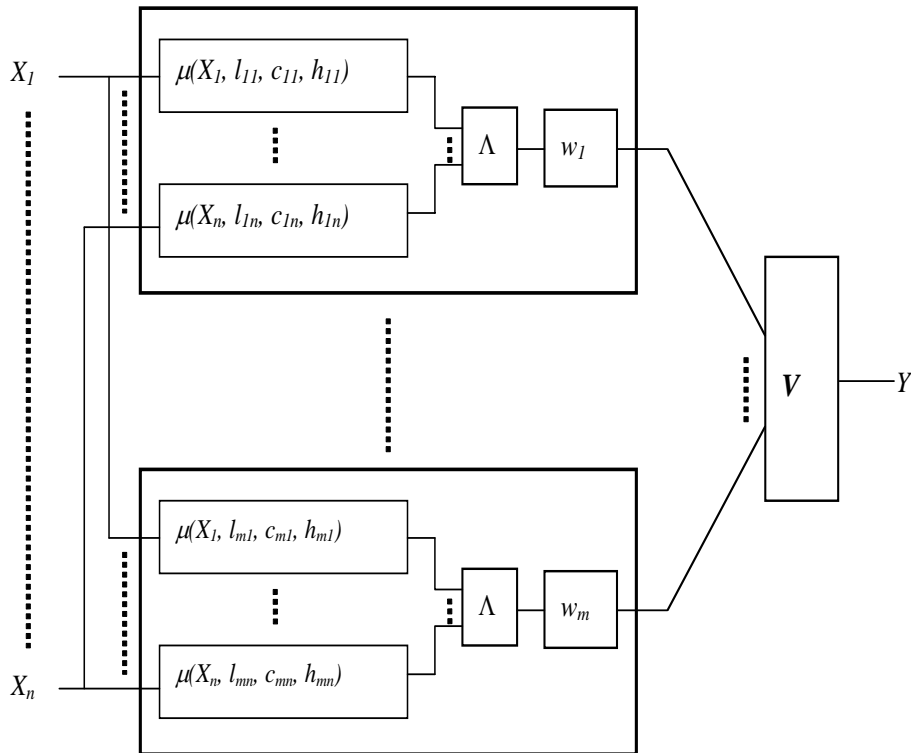 X1
μ(X1, l11, c11, h11)
Λ
w1
μ(Xn, l1n, c1n, h1n)
V
Y
μ(X1, lm1, cm1, hm1)
Λ
wm
μ(Xn, lmn, cmn, hmn)
Xn